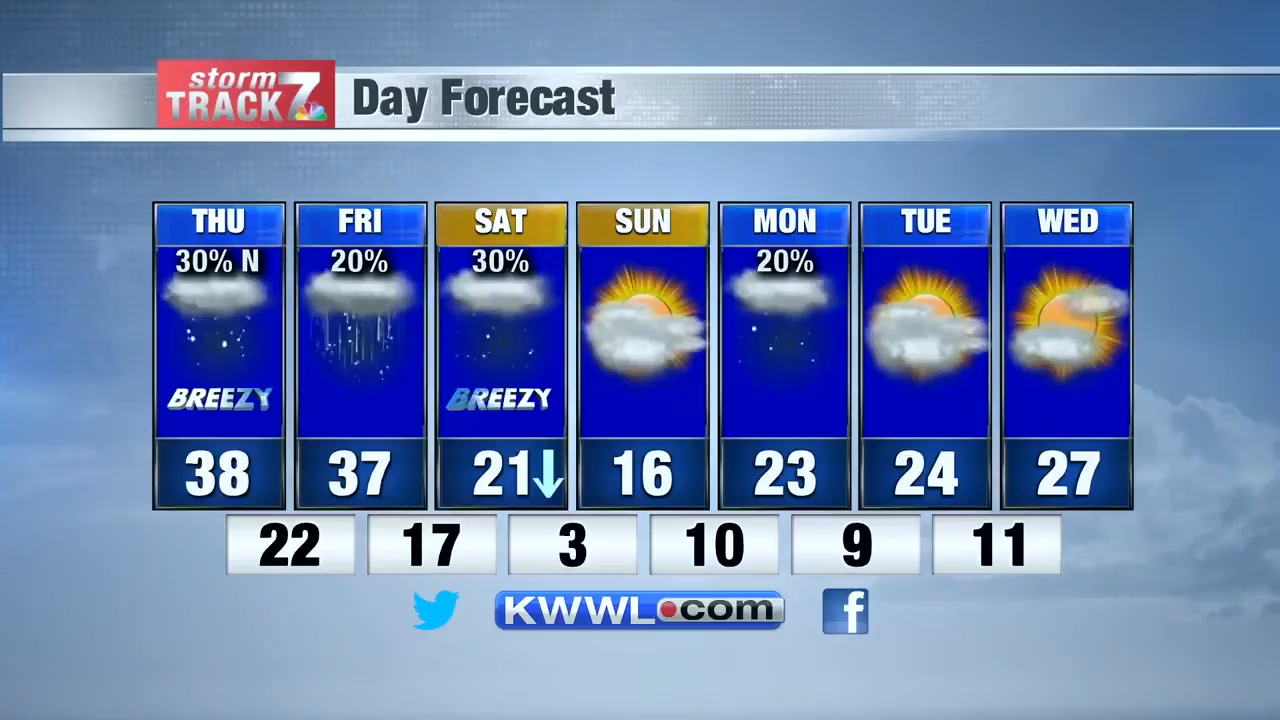 storm
TRACK 7 Day Forecast
THU FRI SAT SUN MON TUE WED
30% N 20% 30% 20%
BREEZY BREEZY
38 37 21 16 23 24 27
22 17 3 10 9 11
KWWL.com f